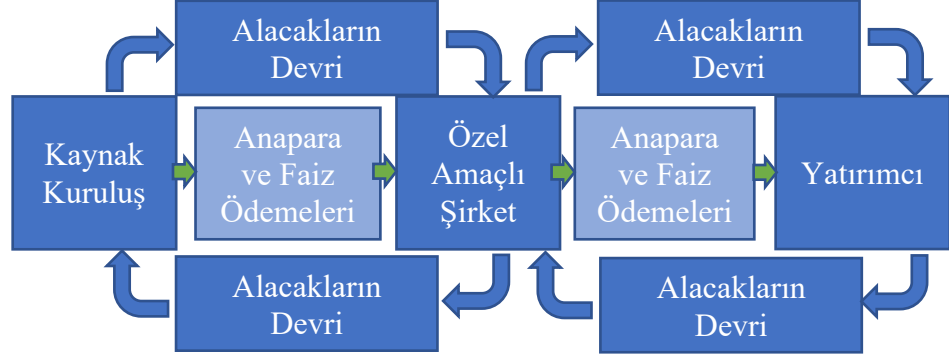 Alacakların
Devri
Alacakların
Devri
Kaynak
Kuruluş
Anapara
ve Faiz
Ödemeleri
Özel
Amaçlı
Şirket
Anapara
ve Faiz
Ödemeleri
Yatırımcı
Alacakların
Devri
Alacakların
Devri